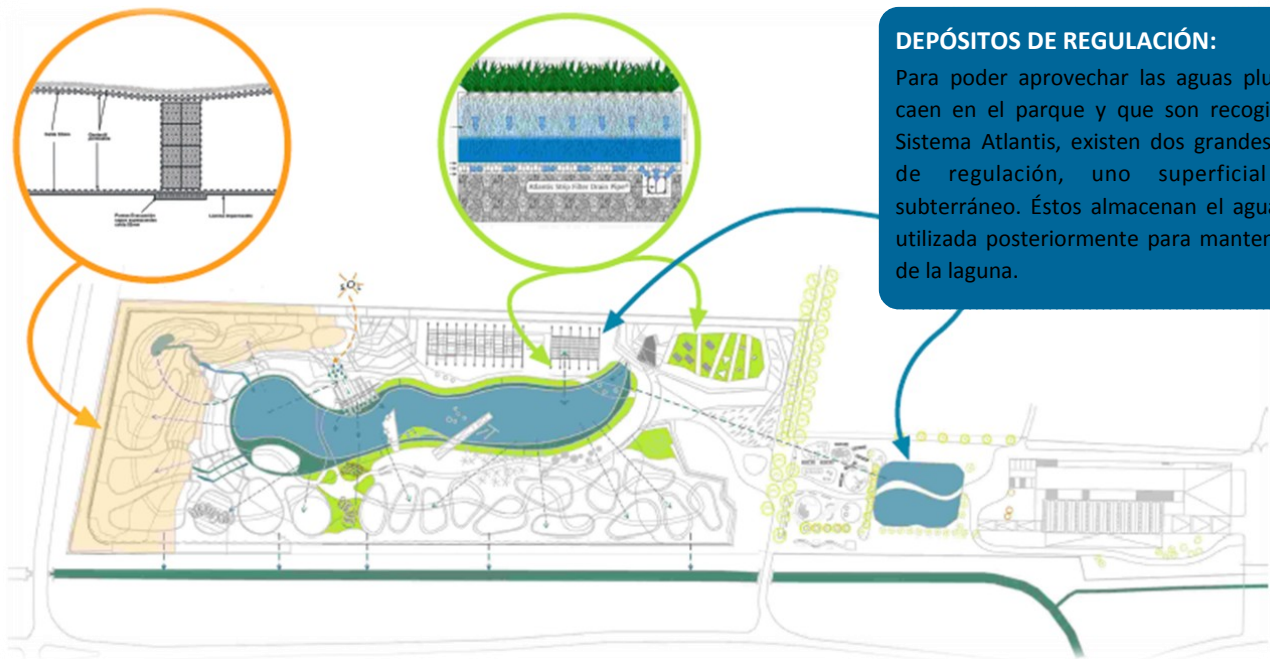 DEPÓSITOS DE REGULACIÓN:
Para poder aprovechar las aguas plu
caen en el parque y que son recogi
Sistema Atlantis, existen dos grandes
de regulación, uno superficial
subterráneo. Éstos almacenan el agua
utilizada posteriormente para manten
de la laguna.
Atlantis Strip Filter Drain Pipe®
SOL